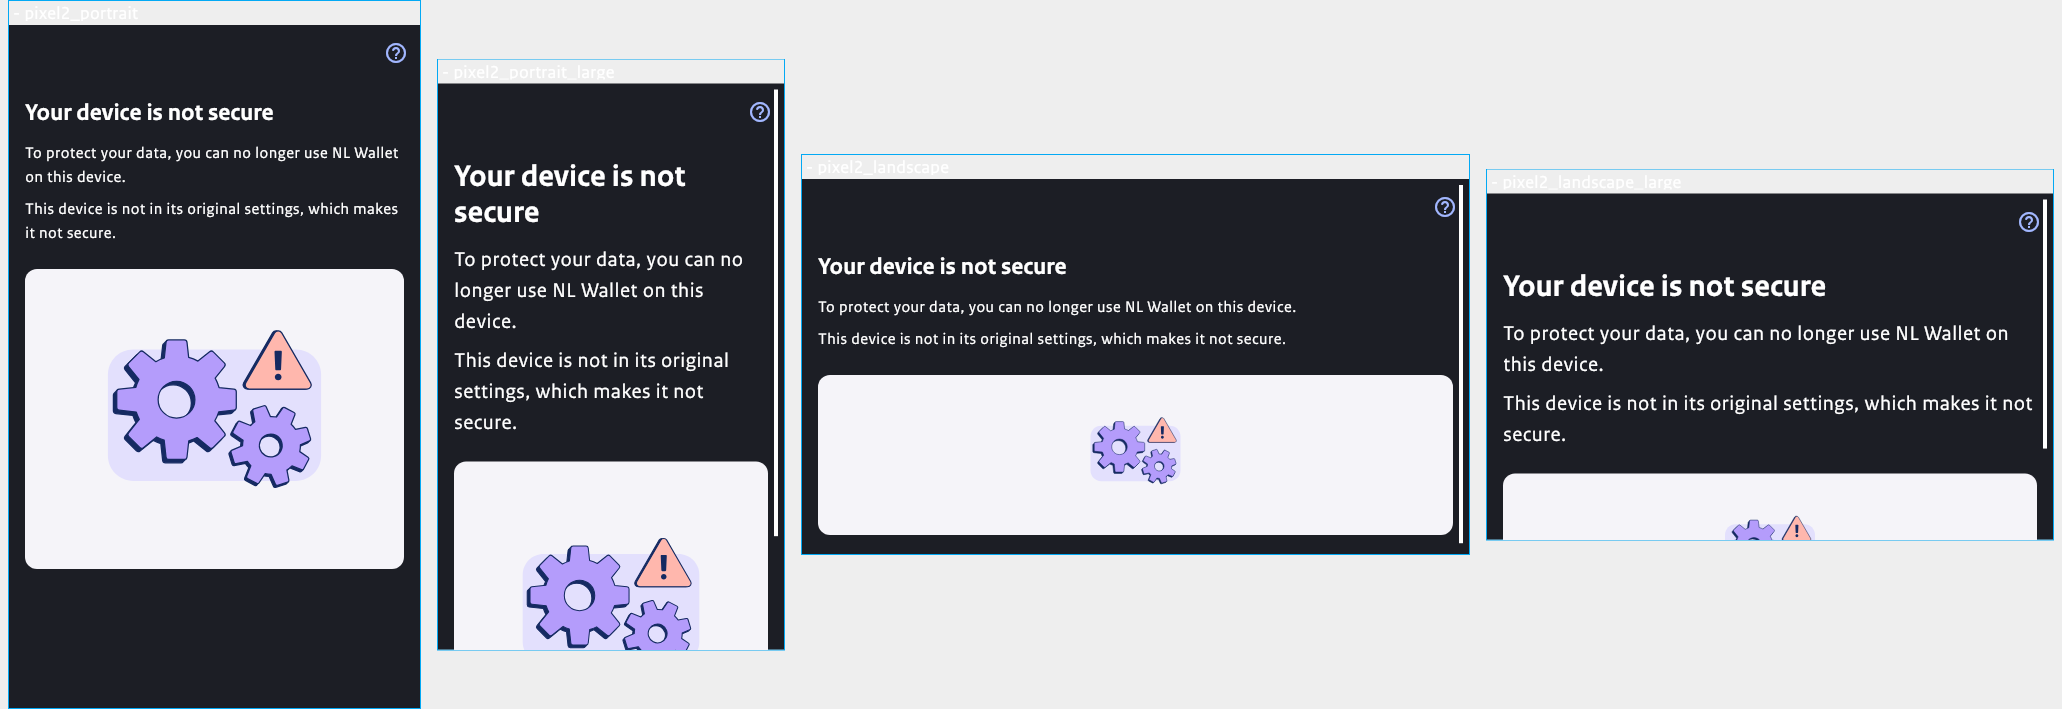 - pixel2_portrait
Your device is not secure
To protect your data, you can no longer use NL Wallet
on this device.
This device is not in its original settings, which makes
it not secure.
- pixel2_portrait_large
Your device is not
secure
To protect your data, you can no
longer use NL Wallet on this
device.
This device is not in its original
settings, which makes it not
secure.
- pixel2_landscape
Your device is not secure
To protect your data, you can no longer use NL Wallet on this device.
This device is not in its original settings, which makes it not secure.
- pixel2_landscape_large
Your device is not secure
To protect your data, you can no longer use NL Wallet on
this device.
This device is not in its original settings, which makes it not
secure.